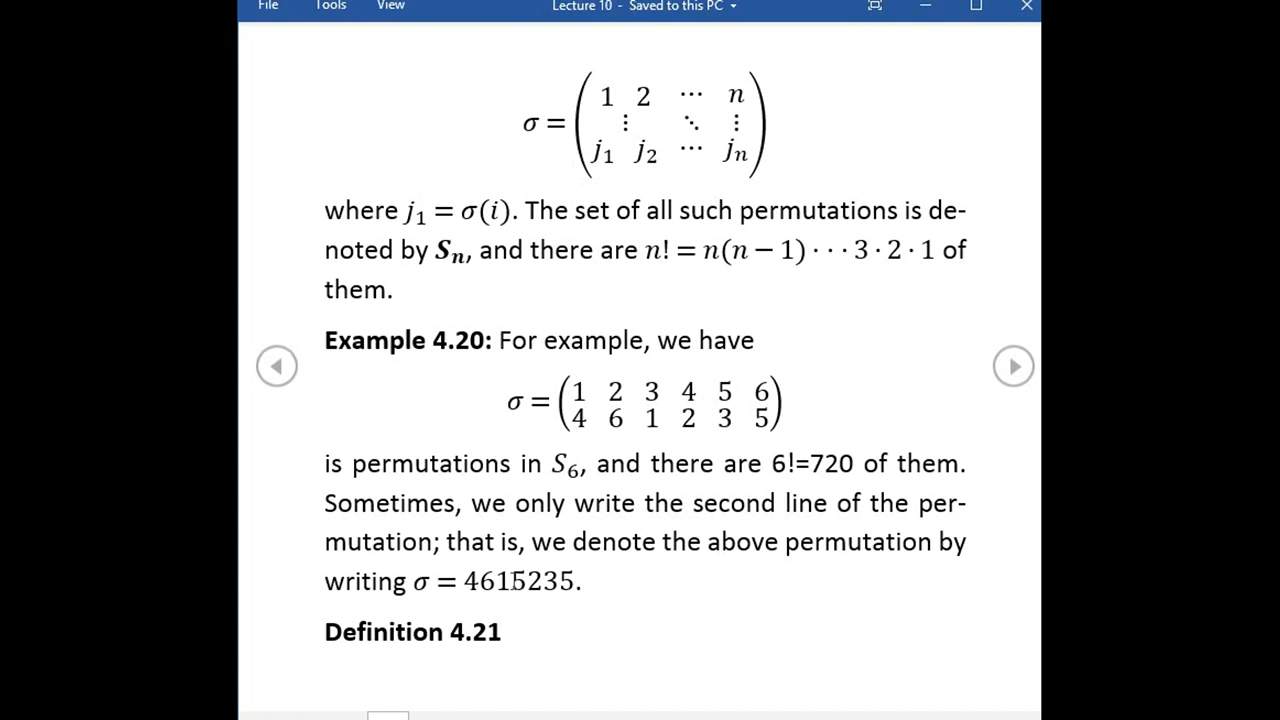 File Tools View Lecture 10 - Saved to this PC
σ = ( 1 2 ⋯ n
⋮ ⋱ ⋮
j₁ j₂ ⋯ jₙ )
where j₁ = σ(i). The set of all such permutations is de-
noted by Sₙ, and there are n! = n(n − 1) · · · 3 · 2 · 1 of
them.
Example 4.20: For example, we have
σ = ( 1 2 3 4 5 6
4 6 1 2 3 5 )
is permutations in S₆, and there are 6!=720 of them.
Sometimes, we only write the second line of the per-
mutation; that is, we denote the above permutation by
writing σ = 4615235.
Definition 4.21